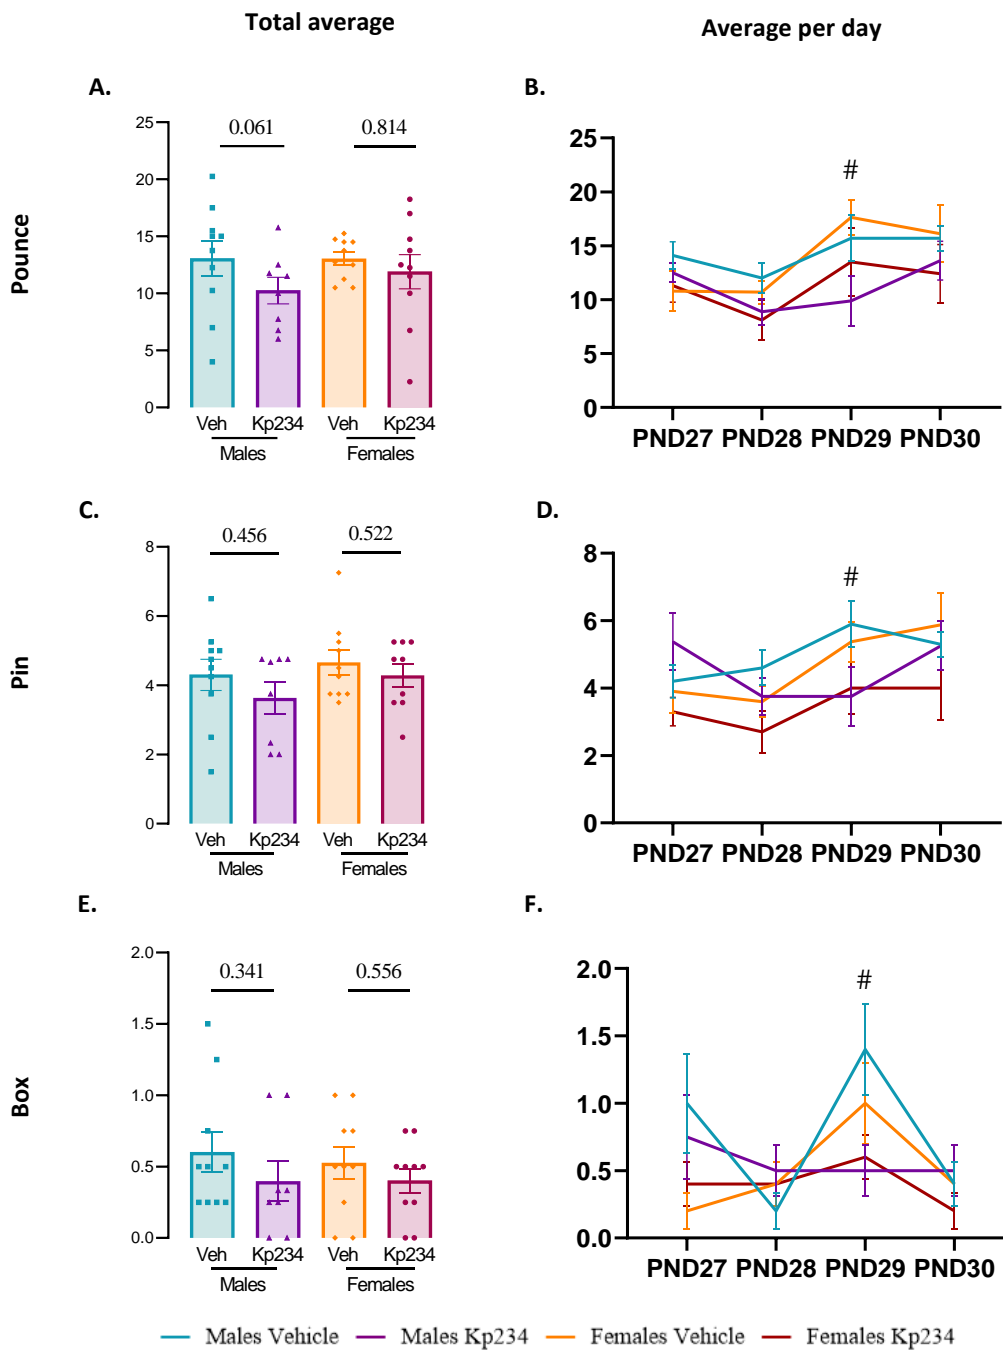 Total average
Average per day
A.
B.
Pounce
25
20
15
10
5
0
0.061
0.814
Veh
Kp234
Veh
Kp234
Males
Females
25
20
15
10
5
0
#
PND27 PND28 PND29 PND30
C.
D.
Pin
8
6
4
2
0
0.456
0.522
Veh
Kp234
Veh
Kp234
Males
Females
8
6
4
2
0
#
PND27 PND28 PND29 PND30
E.
F.
Box
2.0
1.5
1.0
0.5
0.0
0.341
0.556
Veh
Kp234
Veh
Kp234
Males
Females
2.0
1.5
1.0
0.5
0.0
#
PND27 PND28 PND29 PND30
Males Vehicle Males Kp234 Females Vehicle Females Kp234